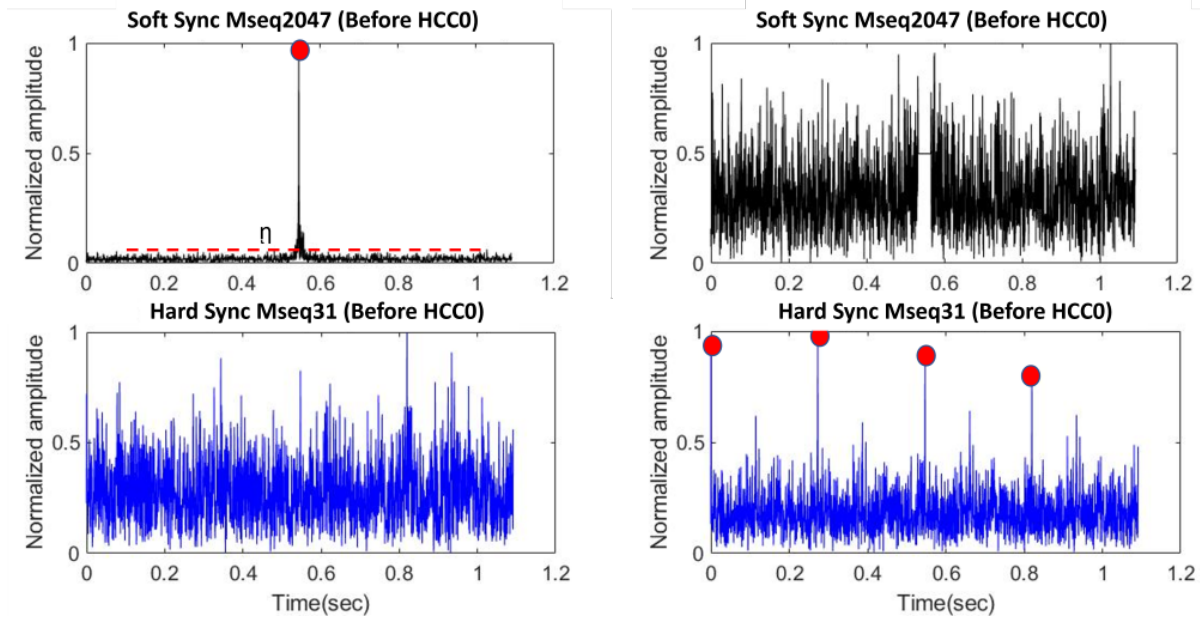 Soft Sync Mseq2047 (Before HCC0)
Normalized amplitude
1
0.5
0
n
0 0.2 0.4 0.6 0.8 1 1.2
Soft Sync Mseq2047 (Before HCC0)
Normalized amplitude
1
0.5
0
0 0.2 0.4 0.6 0.8 1 1.2
Hard Sync Mseq31 (Before HCC0)
Normalized amplitude
1
0.5
0
0 0.2 0.4 0.6 0.8 1 1.2
Time(sec)
Hard Sync Mseq31 (Before HCC0)
Normalized amplitude
1
0.5
0
0 0.2 0.4 0.6 0.8 1 1.2
Time(sec)